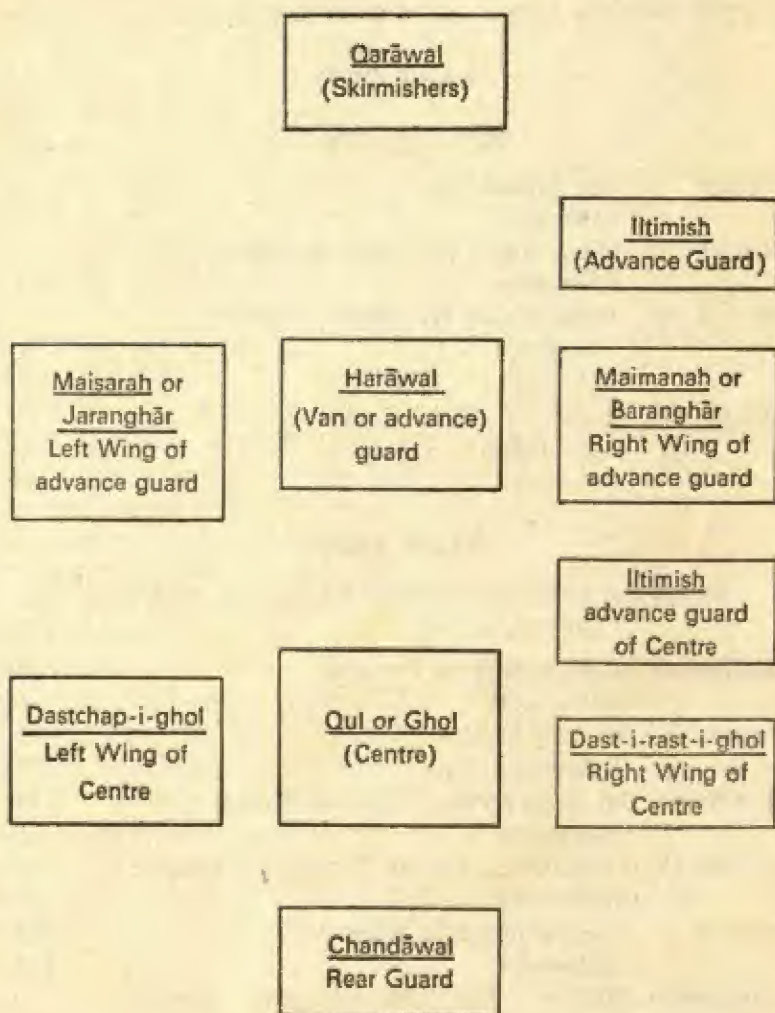 Qarāwal
(Skirmishers)
Iltimish
(Advance Guard)
Maisarah or
Jaranghār
Left Wing of
advance guard
Harāwal
(Van or advance)
guard
Maimanah or
Baranghār
Right Wing of
advance guard
Iltimish
advance guard
of Centre
Dastchap-i-ghol
Left Wing of
Centre
Qul or Ghol
(Centre)
Dast-i-rast-i-ghol
Right Wing of
Centre
Chandāwal
Rear Guard